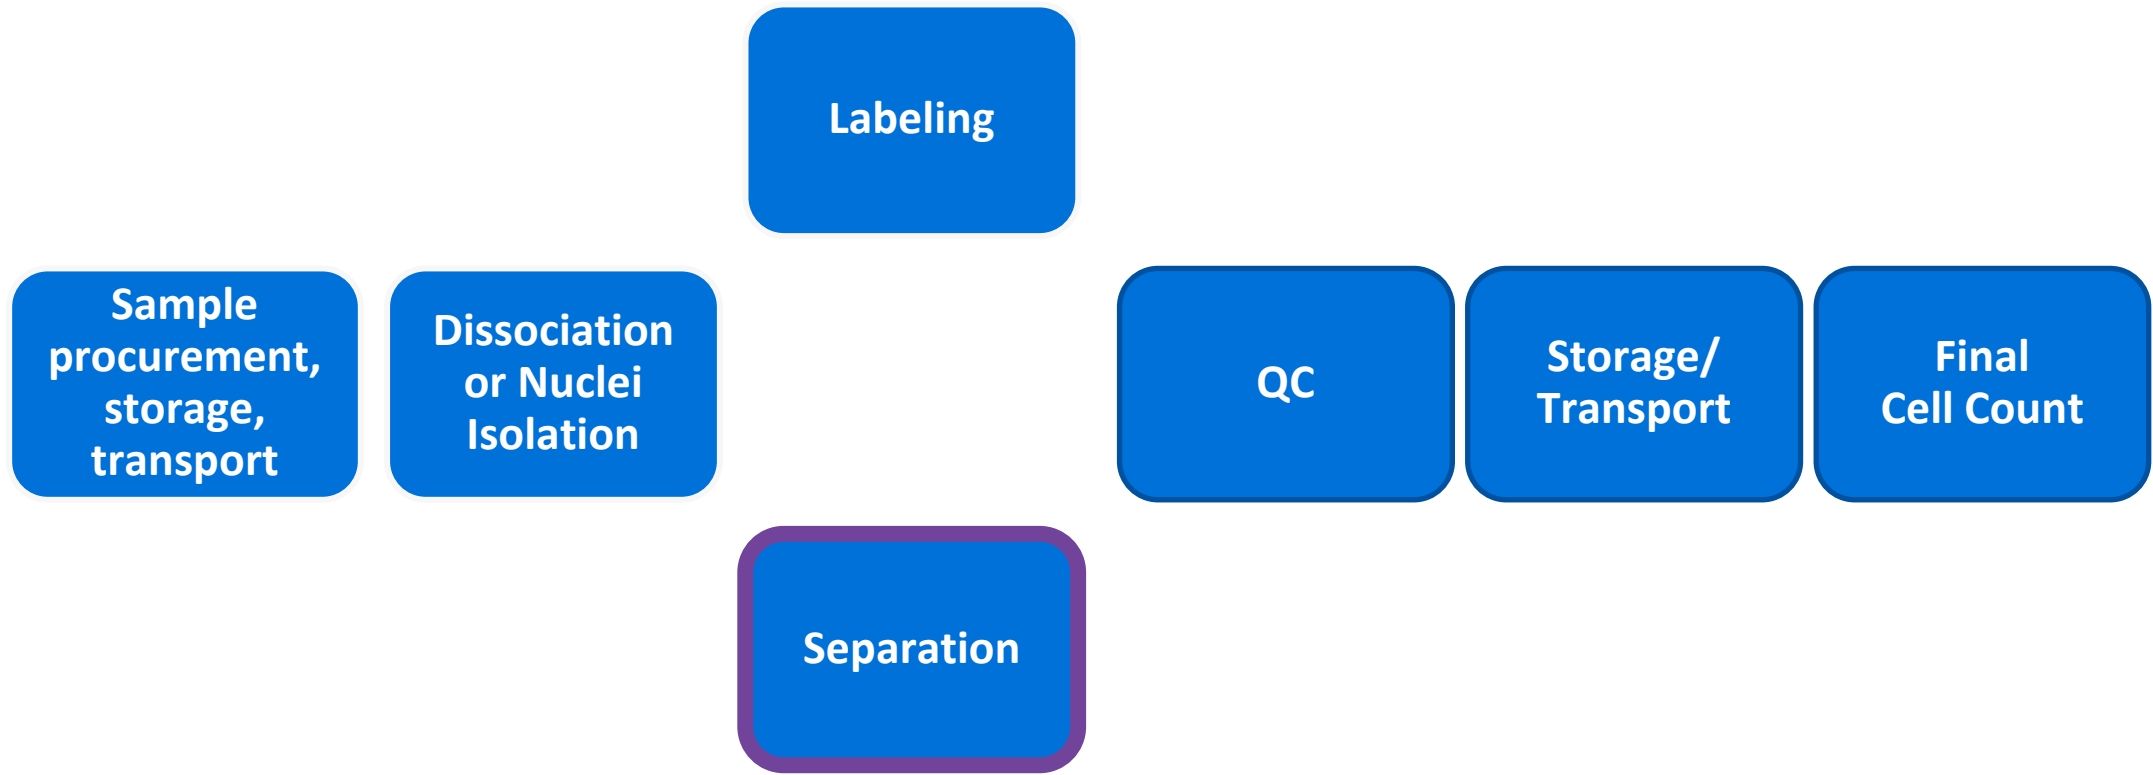 Labeling
Sample
procurement,
storage,
transport
Dissociation
or Nuclei
Isolation
QC
Storage/
Transport
Final
Cell Count
Separation